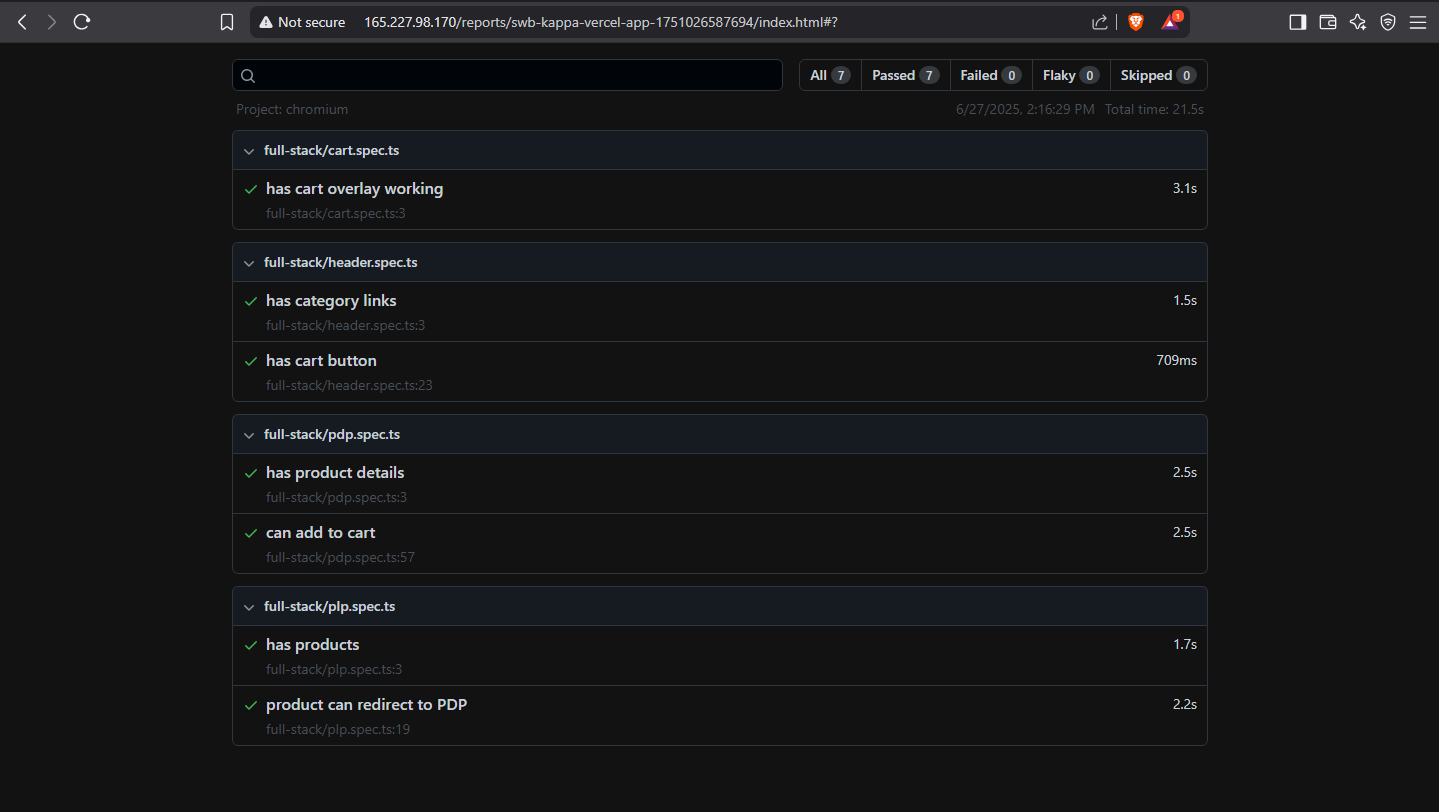 Not secure 165.227.98.170/reports/swb-kappa-vercel-app-1751026587694/index.html#? 1
All 7 Passed 7 Failed 0 Flaky 0 Skipped 0
Project: chromium 6/27/2025, 2:16:29 PM Total time: 21.5s
full-stack/cart.spec.ts
has cart overlay working 3.1s
full-stack/cart.spec.ts:3
full-stack/header.spec.ts
has category links 1.5s
full-stack/header.spec.ts:3
has cart button 709ms
full-stack/header.spec.ts:23
full-stack/pdp.spec.ts
has product details 2.5s
full-stack/pdp.spec.ts:3
can add to cart 2.5s
full-stack/pdp.spec.ts:57
full-stack/plp.spec.ts
has products 1.7s
full-stack/plp.spec.ts:3
product can redirect to PDP 2.2s
full-stack/plp.spec.ts:19